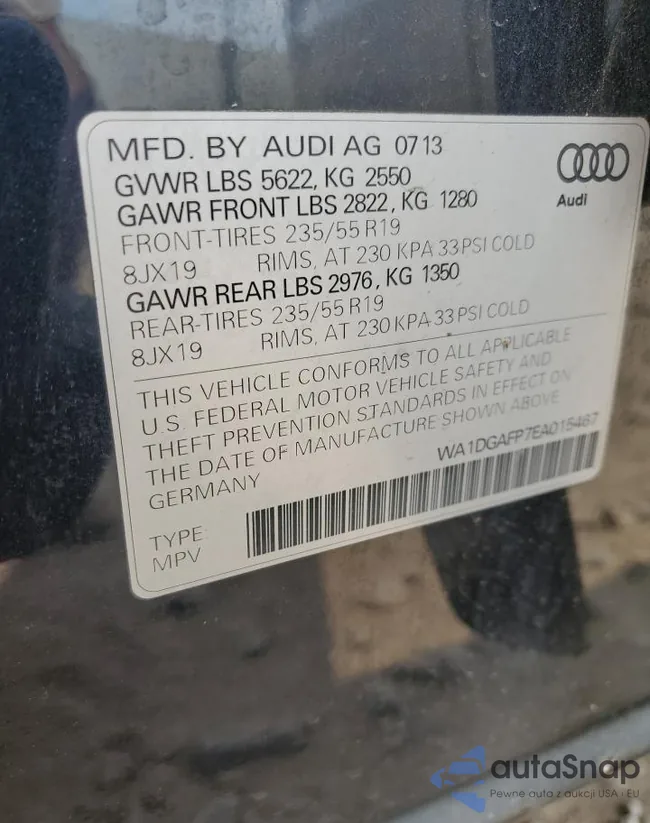 MFD. BY AUDI AG 07 13
GVWR LBS 5622, KG 2550
GAWR FRONT LBS 2822, KG 1280
FRONT-TIRES 235/55 R19
8JX19 RIMS, AT 230 KPA 33 PSI COLD
GAWR REAR LBS 2976, KG 1350
REAR-TIRES 235/55 R19
8JX19 RIMS, AT 230 KPA 33 PSI COLD
Audi
THIS VEHICLE CONFORMS TO ALL APPLICABLE
U.S. FEDERAL MOTOR VEHICLE SAFETY AND
THEFT PREVENTION STANDARDS IN EFFECT ON
THE DATE OF MANUFACTURE SHOWN ABOVE
GERMANY
WA1DGAFP7EA015467
TYPE:
MPV
autaSnap
Pewne auta z aukcji USA i EU